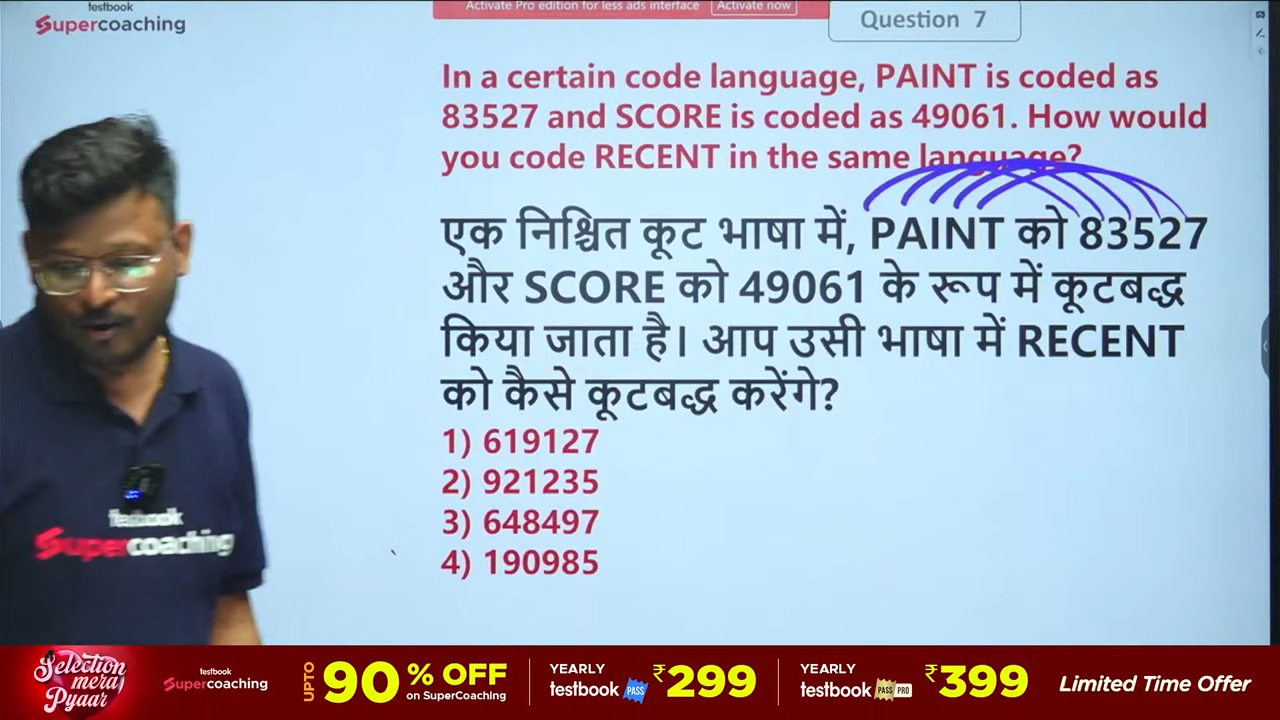 testbook
Supercoaching
Activate Pro edition for less ads interface
Activate now
Question 7
In a certain code language, PAINT is coded as
83527 and SCORE is coded as 49061. How would
you code RECENT in the same language?
एक निश्चित कूट भाषा में, PAINT को 83527
और SCORE को 49061 के रूप में कूटबद्ध
किया जाता है। आप उसी भाषा में RECENT
को कैसे कूटबद्ध करेंगे?
1) 619127
2) 921235
3) 648497
4) 190985
testbook
Supercoaching
Selection
mera
Pyaar
testbook
Supercoaching
UPTO 90% OFF
on SuperCoaching
YEARLY
testbook PASS
₹299
YEARLY
testbook PASS PRO
₹399
Limited Time Offer